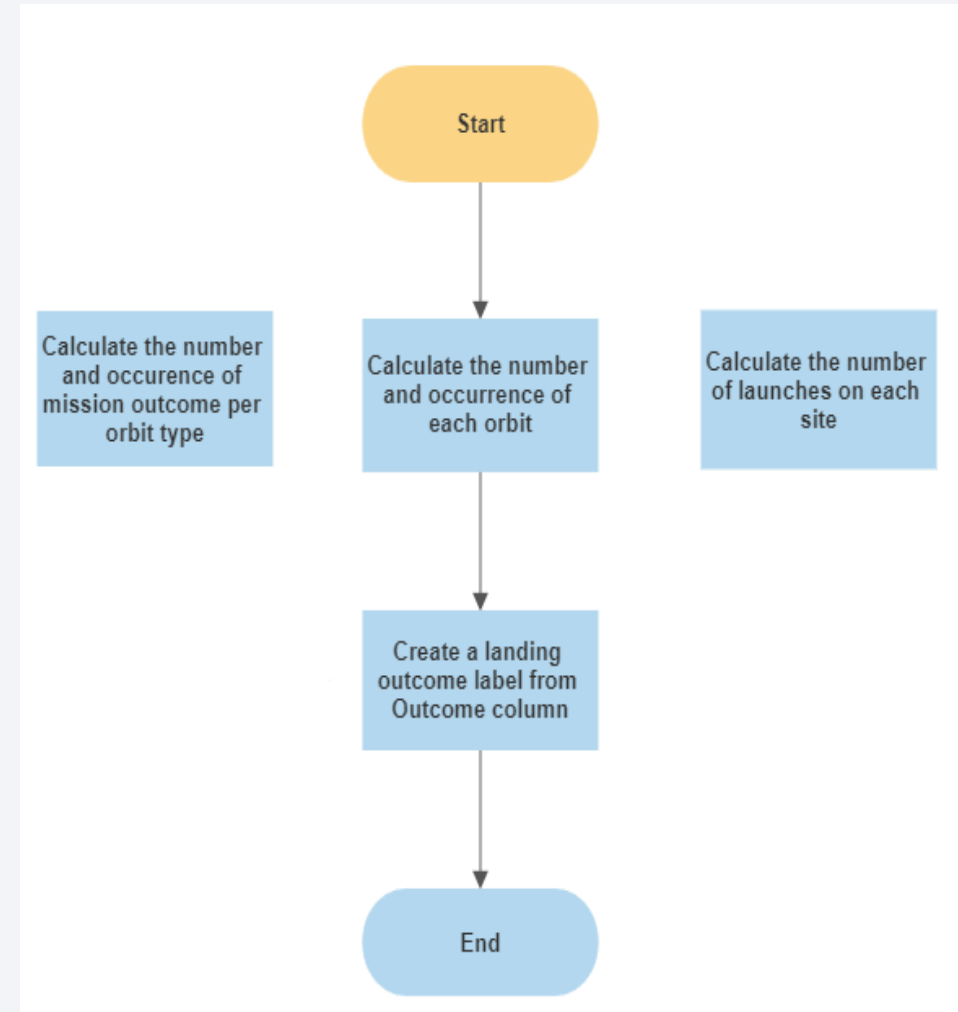 Start
Calculate the number
and occurence of
mission outcome per
orbit type
Calculate the number
and occurrence of
each orbit
Calculate the number
of launches on each
site
Create a landing
outcome label from
Outcome column
End